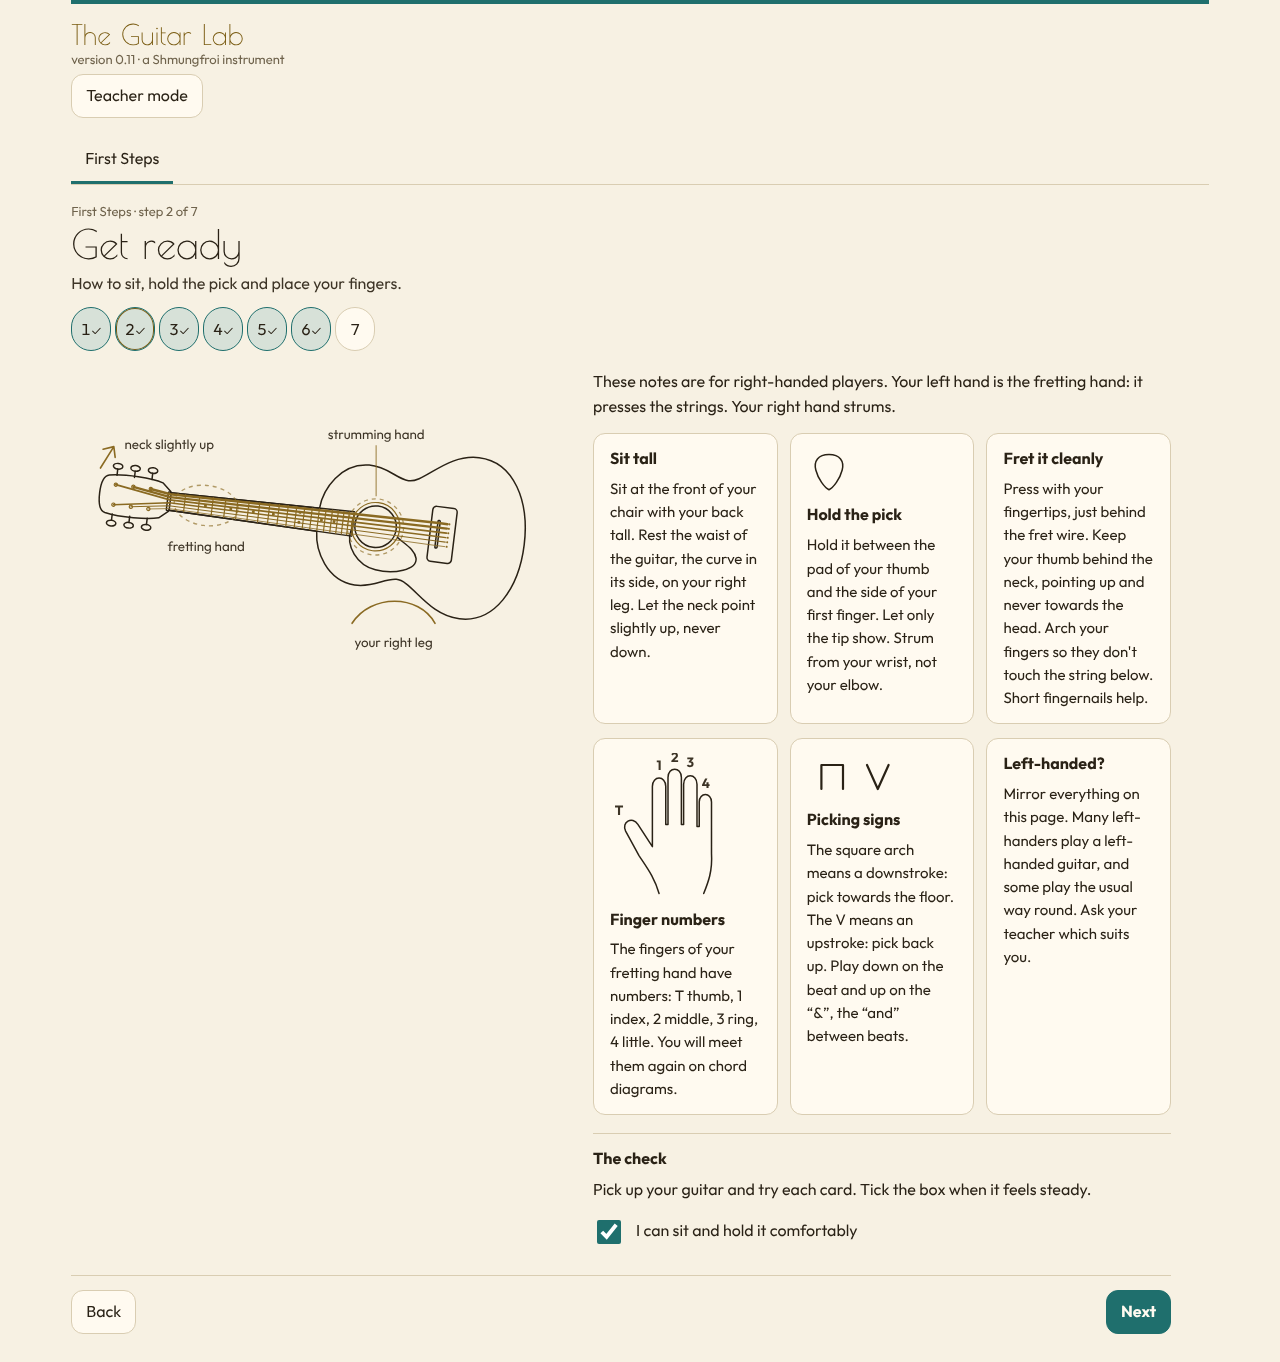 The Guitar Lab
version 0.11 · a Shmungfroi instrument
Teacher mode
First Steps
First Steps · step 2 of 7
Get ready
How to sit, hold the pick and place your fingers.
1✓ 2✓ 3✓ 4✓ 5✓ 6✓ 7
neck slightly up
strumming hand
fretting hand
your right leg
These notes are for right-handed players. Your left hand is the fretting hand: it
presses the strings. Your right hand strums.
Sit tall
Sit at the front of your
chair with your back
tall. Rest the waist of
the guitar, the curve in
its side, on your right
leg. Let the neck point
slightly up, never
down.
Hold the pick
Hold it between the
pad of your thumb
and the side of your
first finger. Let only
the tip show. Strum
from your wrist, not
your elbow.
Fret it cleanly
Press with your
fingertips, just behind
the fret wire. Keep
your thumb behind the
neck, pointing up and
never towards the
head. Arch your
fingers so they don't
touch the string below.
Short fingernails help.
T 1 2 3 4
Finger numbers
The fingers of your
fretting hand have
numbers: T thumb, 1
index, 2 middle, 3 ring,
4 little. You will meet
them again on chord
diagrams.
Picking signs
The square arch
means a downstroke:
pick towards the floor.
The V means an
upstroke: pick back
up. Play down on the
beat and up on the
“&”, the “and”
between beats.
Left-handed?
Mirror everything on
this page. Many left-
handers play a left-
handed guitar, and
some play the usual
way round. Ask your
teacher which suits
you.
The check
Pick up your guitar and try each card. Tick the box when it feels steady.
I can sit and hold it comfortably
Back
Next